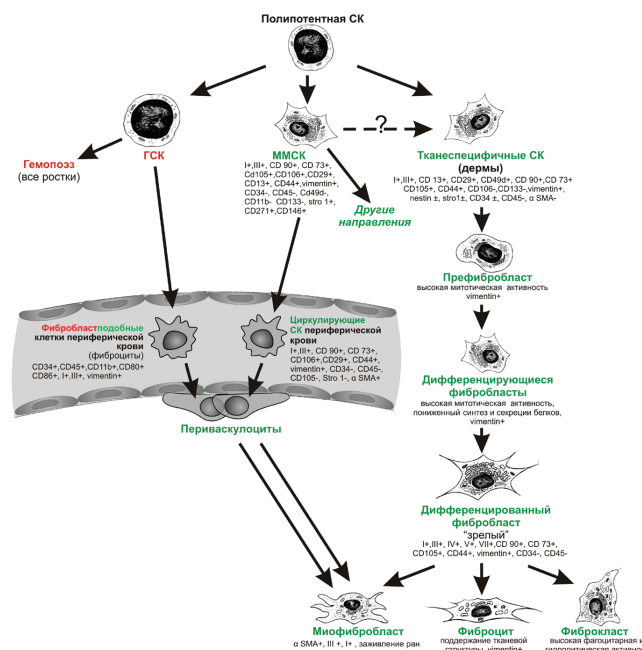 Полипотентная СК
?
ГСК
Гемопоэз
(все ростки)
ММСК
I+,III+, CD 90+, CD 73+,
Cd105+,CD106+,CD29+,
CD13+, CD44+,vimentin+,
CD34-, CD45-, Cd49d-,
CD11b- CD133-, stro 1+,
CD271+,CD146+
Другие
направления
Тканеспецифичные СК
(дермы)
I+,III+, CD 13+, CD29+, CD49d+, CD 90+,CD 73+
CD105+, CD44+, CD106-,CD133-,vimentin+,
nestin ±, stro1±, CD34 ±, CD45-, α SMA-
Префибробласт
высокая митотическая активность
vimentin+
Фибробластподобные
клетки периферической
крови
(фиброциты)
CD34+,CD45+,CD11b+,CD80+
CD86+, I+,III+, vimentin+
Циркулирующие
СК периферической
крови
I+,III+, CD 90+, CD 73+,
CD106+,CD29+, CD44+,
vimentin+, CD34-, CD45-
CD105-, Stro 1-, α SMA+
Периваскулоциты
Дифференцирующиеся
фибробласты
высокая митотическая активность,
пониженный синтез и секреции белков,
vimentin+
Дифференцированный
фибробласт
“зрелый”
I+,III+, IV+, V+, VII+,CD 90+, CD 73+,
CD105+, CD44+, vimentin+, CD34-, CD45-
Миофибробласт
α SMA+, III +, I+ , заживление ран
Фиброцит
поддержание тканевой
структуры, vimentin+
Фиброкласт
высокая фагоцитарная и
гидролитическая активно